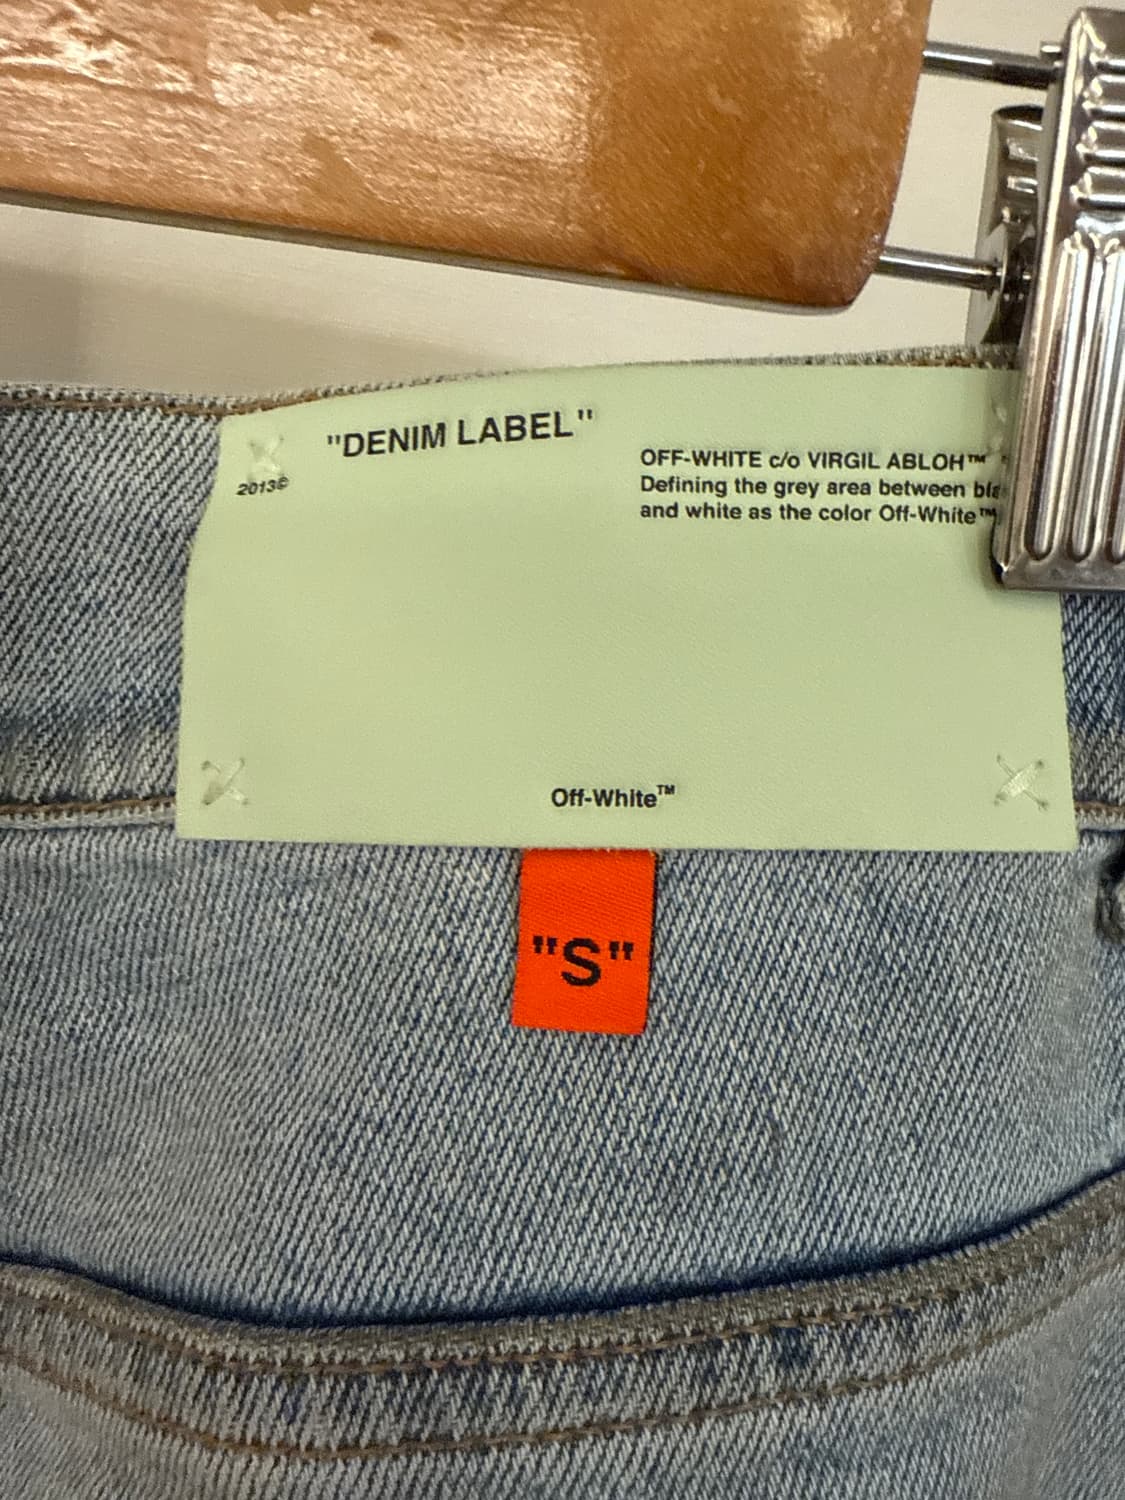 "DENIM LABEL"
2013©
OFF-WHITE c/o VIRGIL ABLOH™
Defining the grey area between
and white as the color Off-White™
Off-White™
"S"